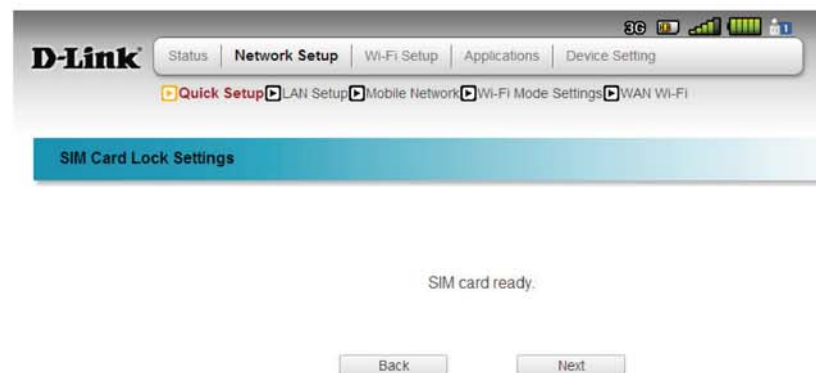 3G
D-Link
Status | Network Setup | Wi-Fi Setup | Applications | Device Setting
Quick Setup LAN Setup Mobile Network Wi-Fi Mode Settings WAN Wi-Fi
SIM Card Lock Settings
SIM card ready.
Back Next